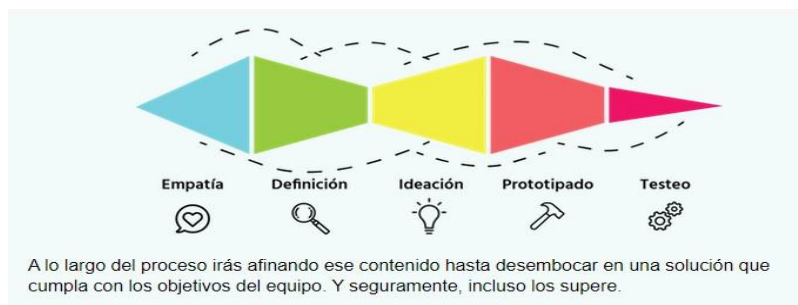 Empatía Definición Ideación Prototipado Testeo
A lo largo del proceso irás afinando ese contenido hasta desembocar en una solución que
cumpla con los objetivos del equipo. Y seguramente, incluso los supere.